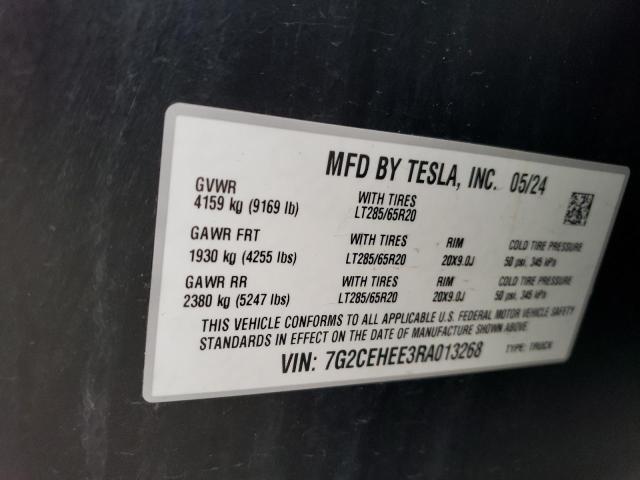 MFD BY TESLA, INC. 05/24
GVWR
4159 kg (9169 lb)
WITH TIRES
LT285/65R20
GAWR FRT
1930 kg (4255 lbs)
WITH TIRES
LT285/65R20
RIM
20X9.0J
COLD TIRE PRESSURE
50 psi, 345 kPa
GAWR RR
2380 kg (5247 lbs)
WITH TIRES
LT285/65R20
RIM
20X9.0J
COLD TIRE PRESSURE
50 psi, 345 kPa
THIS VEHICLE CONFORMS TO ALL APPLICABLE U.S. FEDERAL MOTOR VEHICLE SAFETY
STANDARDS IN EFFECT ON THE DATE OF MANUFACTURE SHOWN ABOVE.
VIN: 7G2CEHEE3RA013268 TYPE: TRUCK